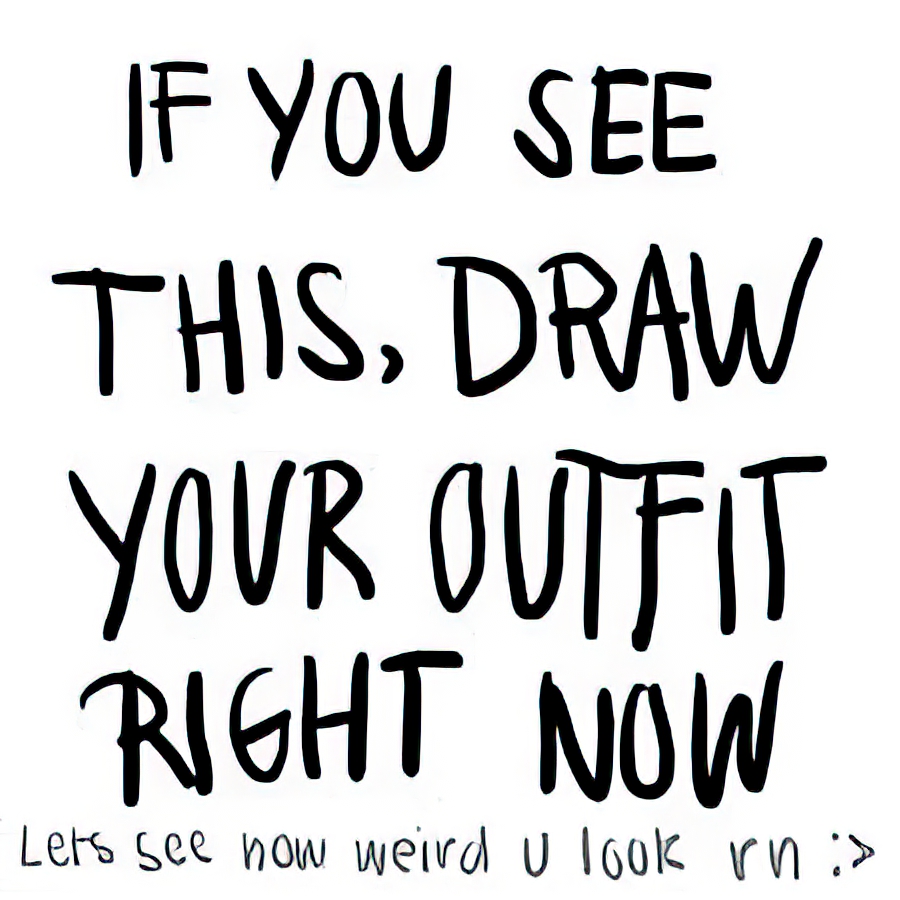 IF YOU SEE
THIS, DRAW
YOUR OUTFIT
RIGHT NOW
Lets see how weird u look rn :>